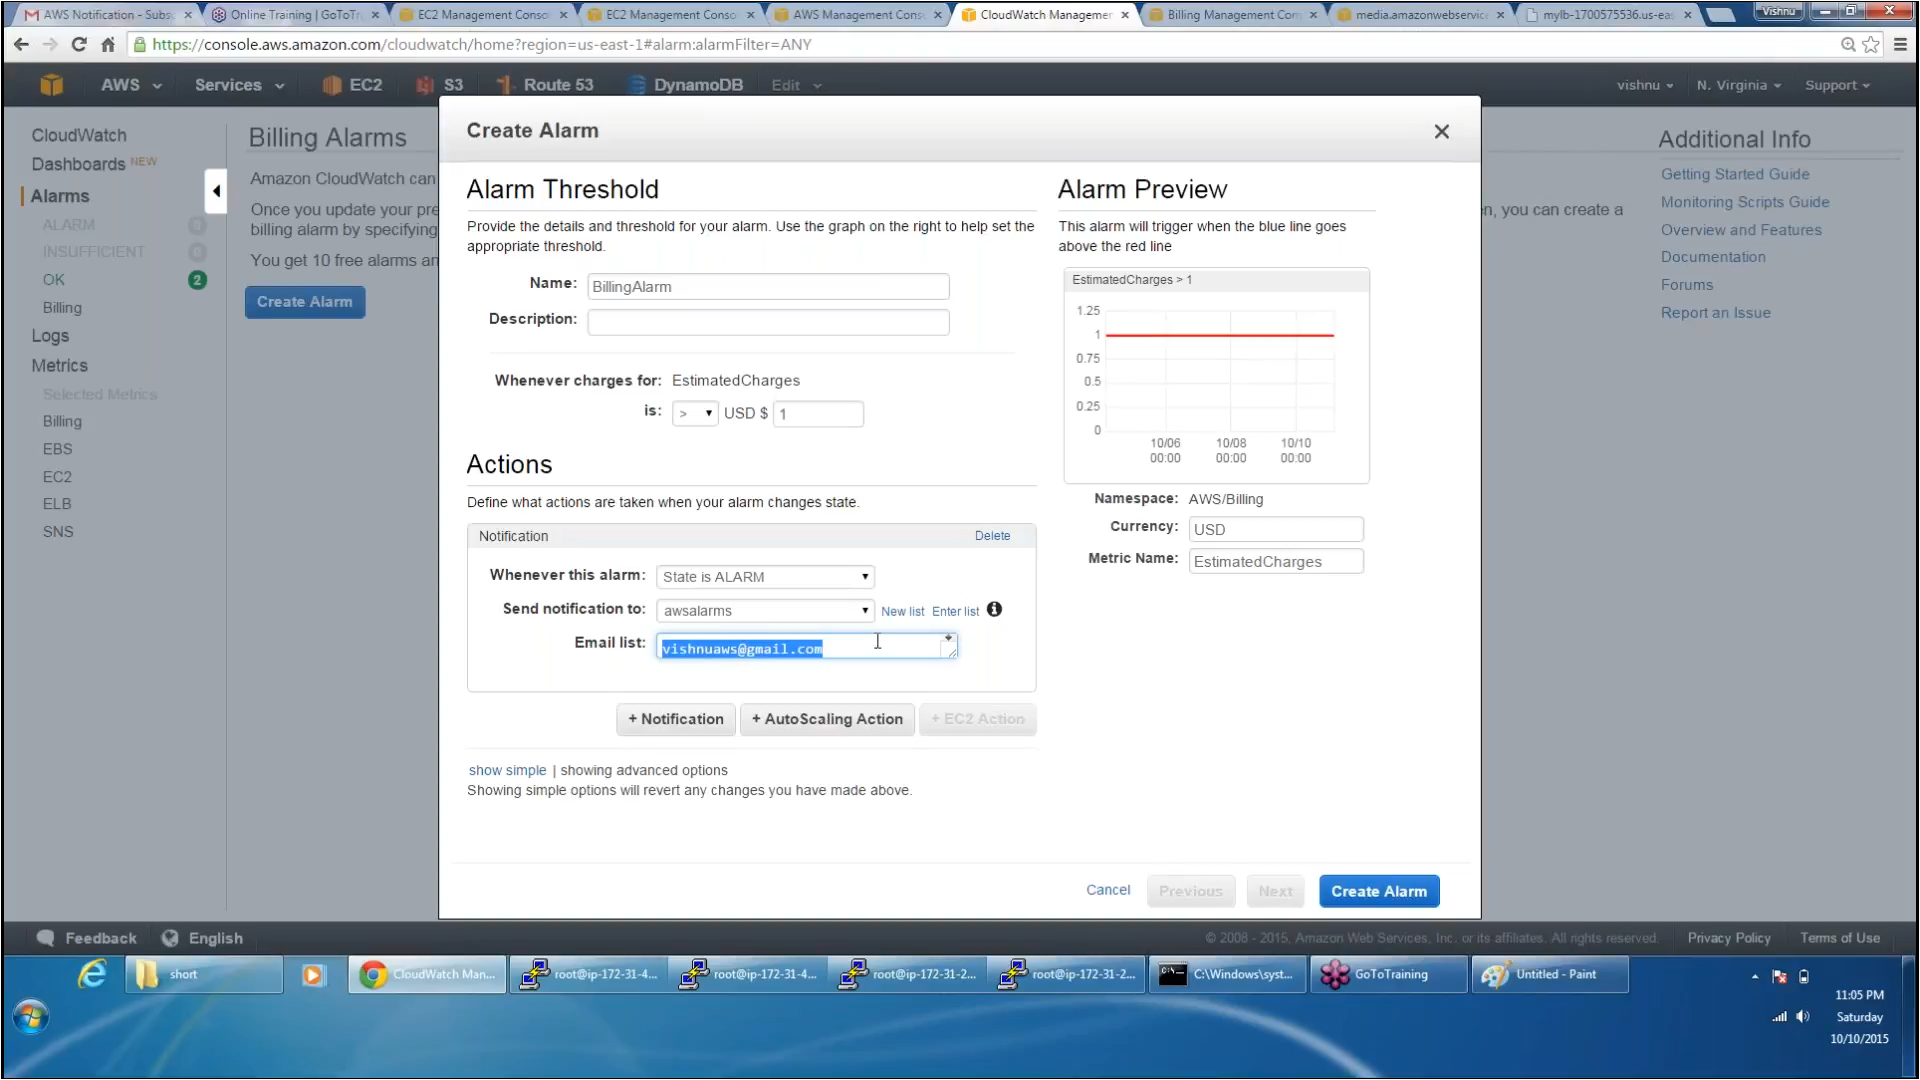 AWS Notification - Subsc
Online Training | GoToTr
EC2 Management Conso
EC2 Management Conso
AWS Management Cons
CloudWatch Managemen
Billing Management Con
media.amazonwebservice
mylb-1700575536.us-eas
Vishnu
https://console.aws.amazon.com/cloudwatch/home?region=us-east-1#alarm:alarmFilter=ANY
AWS
Services
EC2
S3
Route 53
DynamoDB
Edit
vishnu
N. Virginia
Support
CloudWatch
Dashboards NEW
Alarms
ALARM 0
INSUFFICIENT 0
OK 2
Billing
Logs
Metrics
Selected Metrics
Billing
EBS
EC2
ELB
SNS
Billing Alarms
Amazon CloudWatch can
Once you update your pre
billing alarm by specifying
You get 10 free alarms an
Create Alarm
n, you can create a
Create Alarm
Alarm Threshold
Provide the details and threshold for your alarm. Use the graph on the right to help set the
appropriate threshold.
Name: BillingAlarm
Description:
Whenever charges for: EstimatedCharges
is: > USD $ 1
Actions
Define what actions are taken when your alarm changes state.
Notification Delete
Whenever this alarm: State is ALARM
Send notification to: awsalarms New list Enter list
Email list: vishnuaws@gmail.com
+ Notification
+ AutoScaling Action
+ EC2 Action
show simple | showing advanced options
Showing simple options will revert any changes you have made above.
Alarm Preview
This alarm will trigger when the blue line goes
above the red line
EstimatedCharges > 1
1.25
1
0.75
0.5
0.25
0
10/06 10/08 10/10
00:00 00:00 00:00
Namespace: AWS/Billing
Currency: USD
Metric Name: EstimatedCharges
Cancel
Previous
Next
Create Alarm
Additional Info
Getting Started Guide
Monitoring Scripts Guide
Overview and Features
Documentation
Forums
Report an Issue
Feedback
English
© 2008 - 2015, Amazon Web Services, Inc. or its affiliates. All rights reserved.
Privacy Policy
Terms of Use
short
CloudWatch Man...
root@ip-172-31-4...
root@ip-172-31-4...
root@ip-172-31-2...
root@ip-172-31-2...
C:\Windows\syst...
GoToTraining
Untitled - Paint
11:05 PM
Saturday
10/10/2015